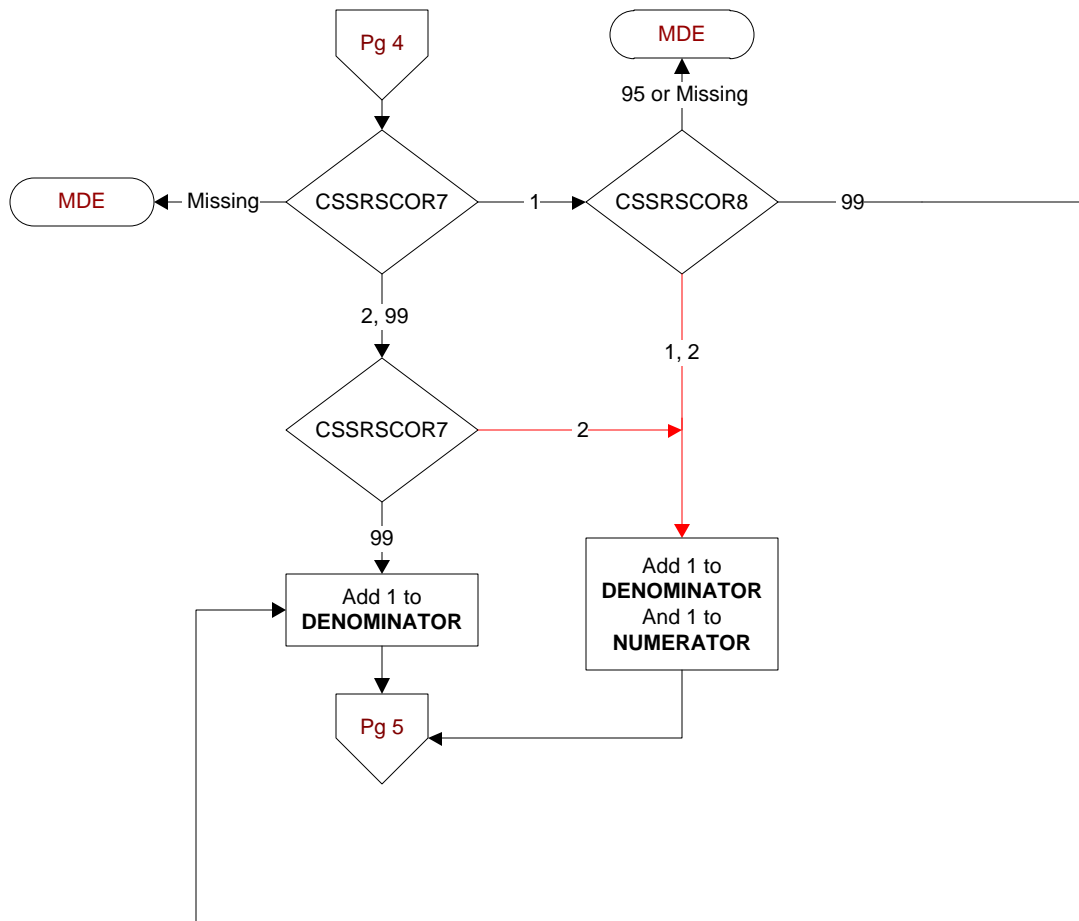 Pg 4
MDE
95 or Missing
MDE
Missing
CSSRSCOR7
1
CSSRSCOR8
99
2, 99
1, 2
CSSRSCOR7
2
99
Add 1 to
DENOMINATOR
Add 1 to
DENOMINATOR
And 1 to
NUMERATOR
Pg 5